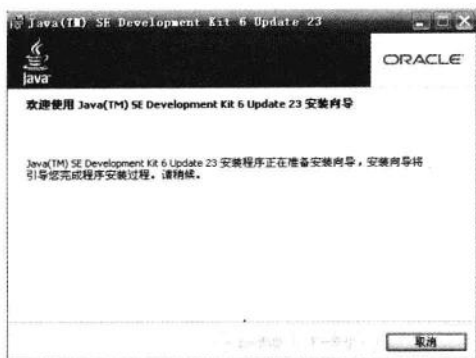 Java(TM) SE Development Kit 6 Update 23
Java
ORACLE
欢迎使用 Java(TM) SE Development Kit 6 Update 23 安装向导
Java(TM) SE Development Kit 6 Update 23 安装程序正在准备安装向导，安装向导将
引导您完成程序安装过程。请稍候。
取消